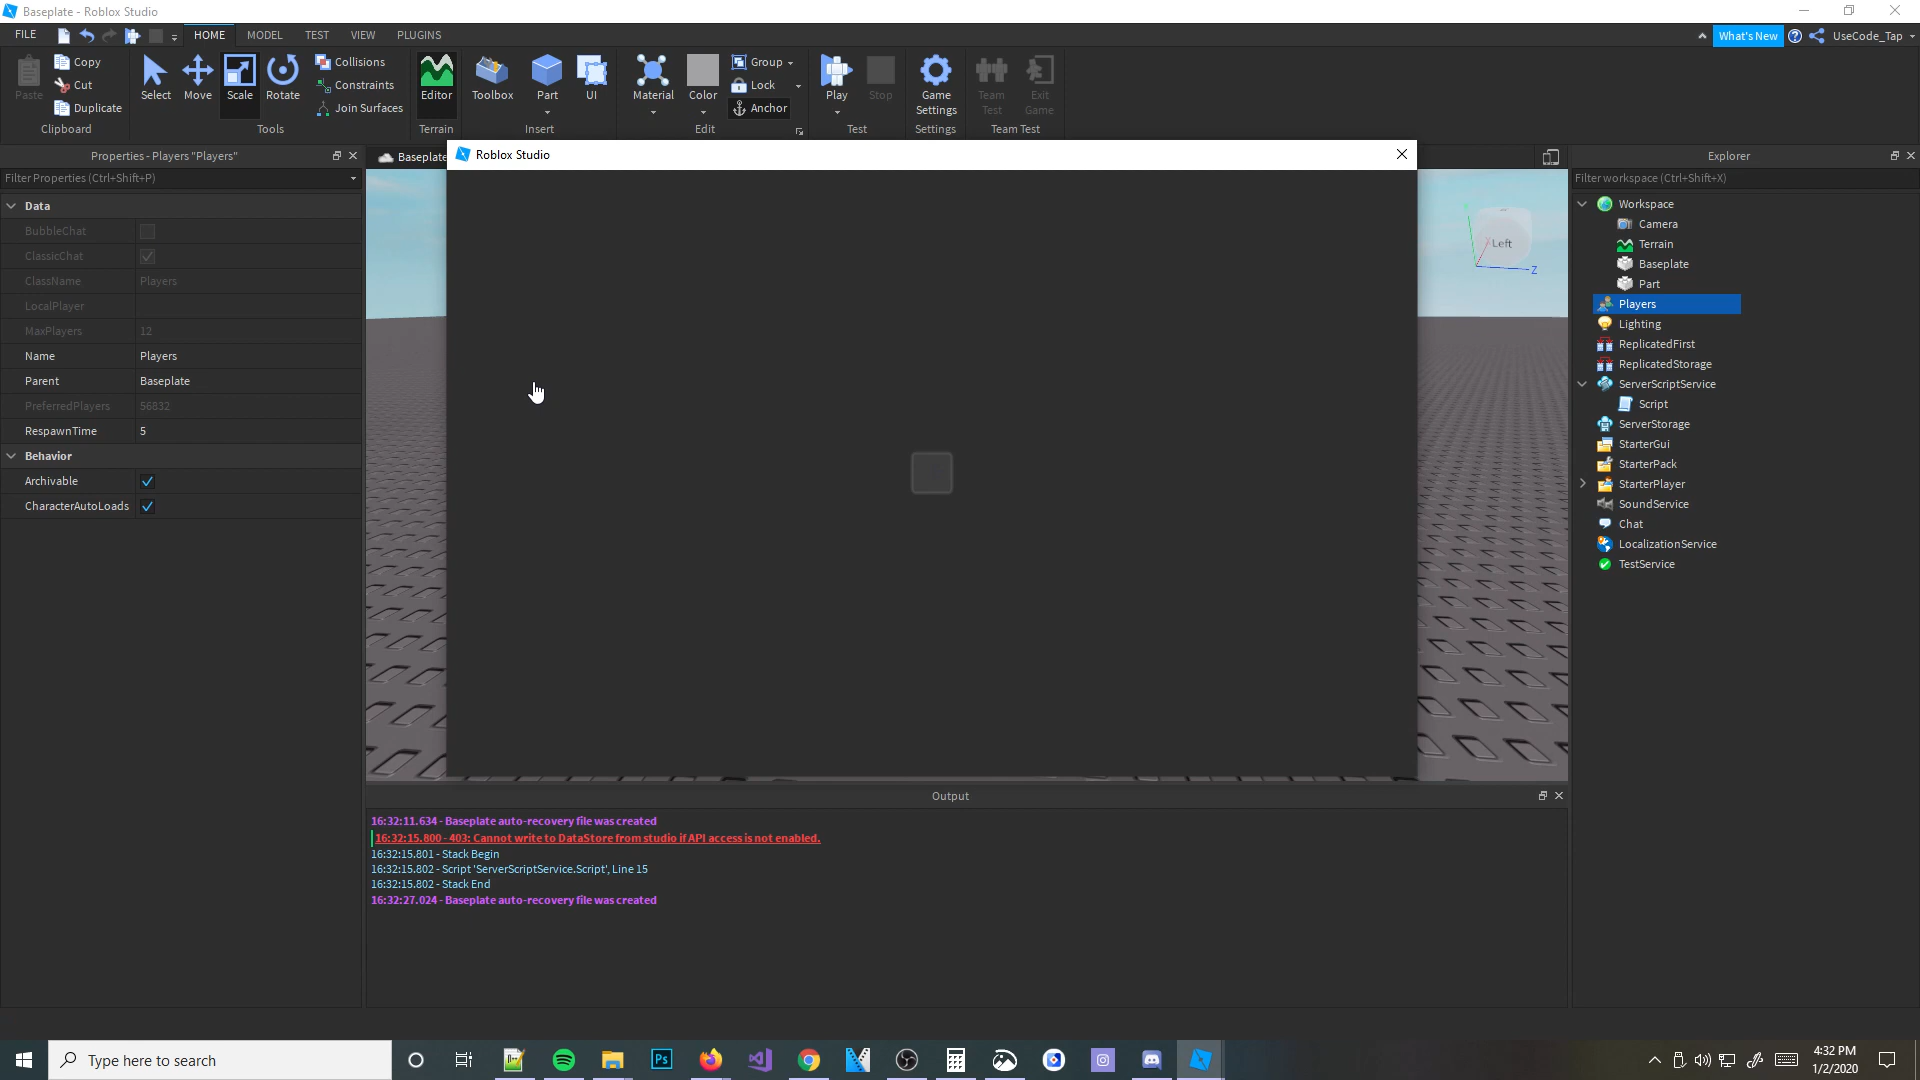 Baseplate - Roblox Studio
FILE
HOME
MODEL
TEST
VIEW
PLUGINS
What's New
UseCode_Tap
Paste
Copy
Cut
Duplicate
Clipboard
Select
Move
Scale
Rotate
Collisions
Constraints
Join Surfaces
Tools
Editor
Terrain
Toolbox
Part
UI
Insert
Material
Color
Group
Lock
Anchor
Edit
Play
Stop
Test
Game
Settings
Settings
Team
Test
Exit
Game
Team Test
Properties - Players "Players"
Filter Properties (Ctrl+Shift+P)
Data
BubbleChat
ClassicChat
ClassName Players
LocalPlayer
MaxPlayers 12
Name Players
Parent Baseplate
PreferredPlayers 56832
RespawnTime 5
Behavior
Archivable
CharacterAutoLoads
Baseplate
Roblox Studio
Left
Z
Explorer
Filter workspace (Ctrl+Shift+X)
Workspace
Camera
Terrain
Baseplate
Part
Players
Lighting
ReplicatedFirst
ReplicatedStorage
ServerScriptService
Script
ServerStorage
StarterGui
StarterPack
StarterPlayer
SoundService
Chat
LocalizationService
TestService
Output
16:32:11.634 - Baseplate auto-recovery file was created
16:32:15.800 - 403: Cannot write to DataStore from studio if API access is not enabled.
16:32:15.801 - Stack Begin
16:32:15.802 - Script 'ServerScriptService.Script', Line 15
16:32:15.802 - Stack End
16:32:27.024 - Baseplate auto-recovery file was created
Type here to search
Ps
4:32 PM
1/2/2020